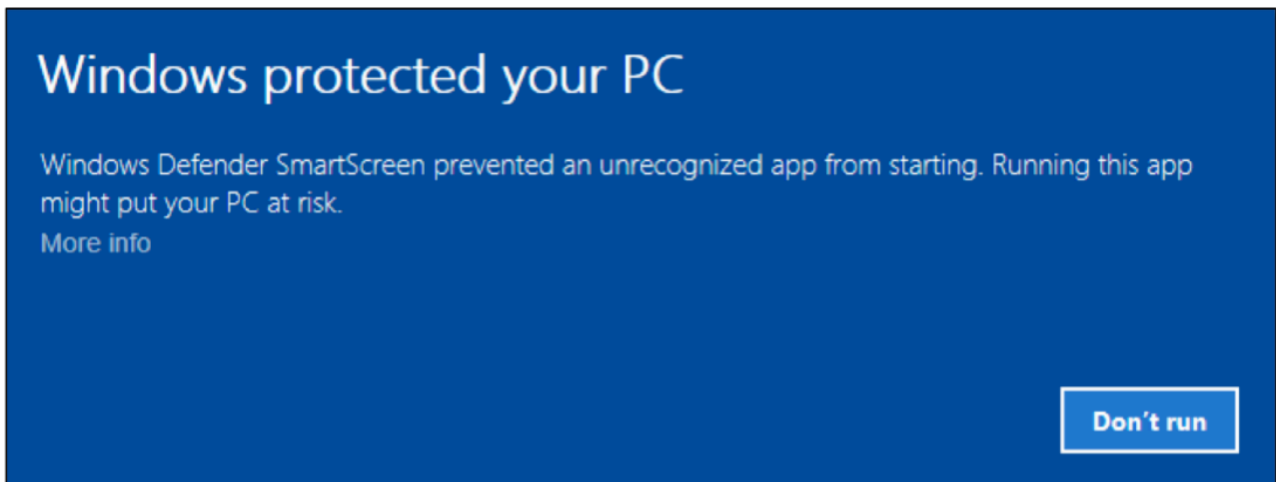 Windows protected your PC
Windows Defender SmartScreen prevented an unrecognized app from starting. Running this app
might put your PC at risk.
More info
Don't run